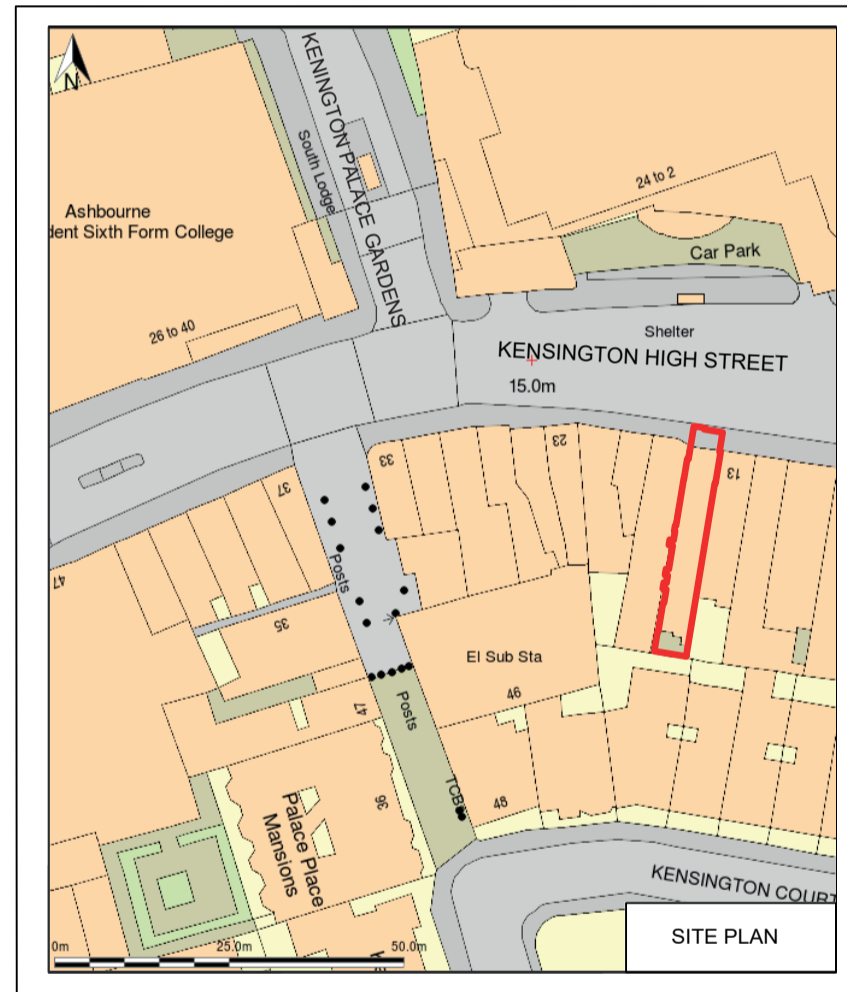 N
KENINGTON PALACE GARDENS
South Lodge
24 to 2
Ashbourne
dent Sixth Form College
Car Park
26 to 40
Shelter
KENSINGTON HIGH STREET
15.0m
33
23
13
37
47
Posts
35
El Sub Sta
46
47
Posts
TCBs
48
36
Palace Place
Mansions
KENSINGTON COURT
SITE PLAN
0m
25.0m
50.0m